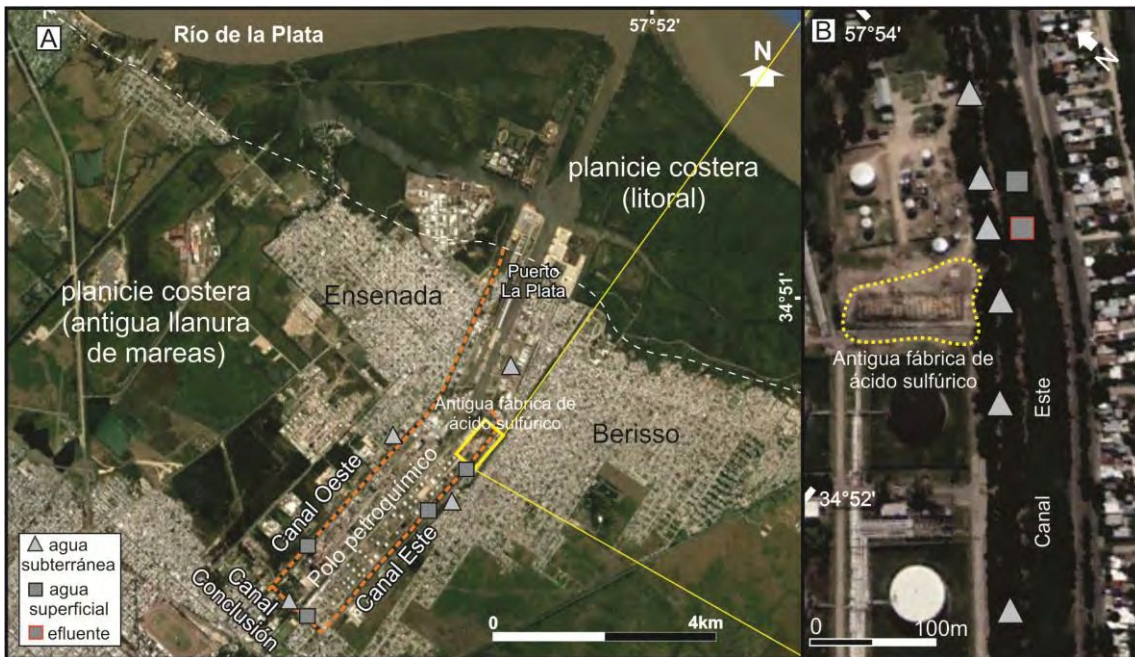 A
Río de la Plata
57°52'
N
planicie costera
(litoral)
Puerto
La Plata
Ensenada
planicie costera
(antigua llanura
de mareas)
34°51'
Antigua fábrica de
ácido sulfúrico
Berisso
Canal Oeste
Polo petroquímico
Canal Este
Canal
Conclusión
agua
subterránea
agua
superficial
efluente
0
4km
B
57°54'
N
Antigua fábrica de
ácido sulfúrico
Este
34°52'
Canal
0
100m